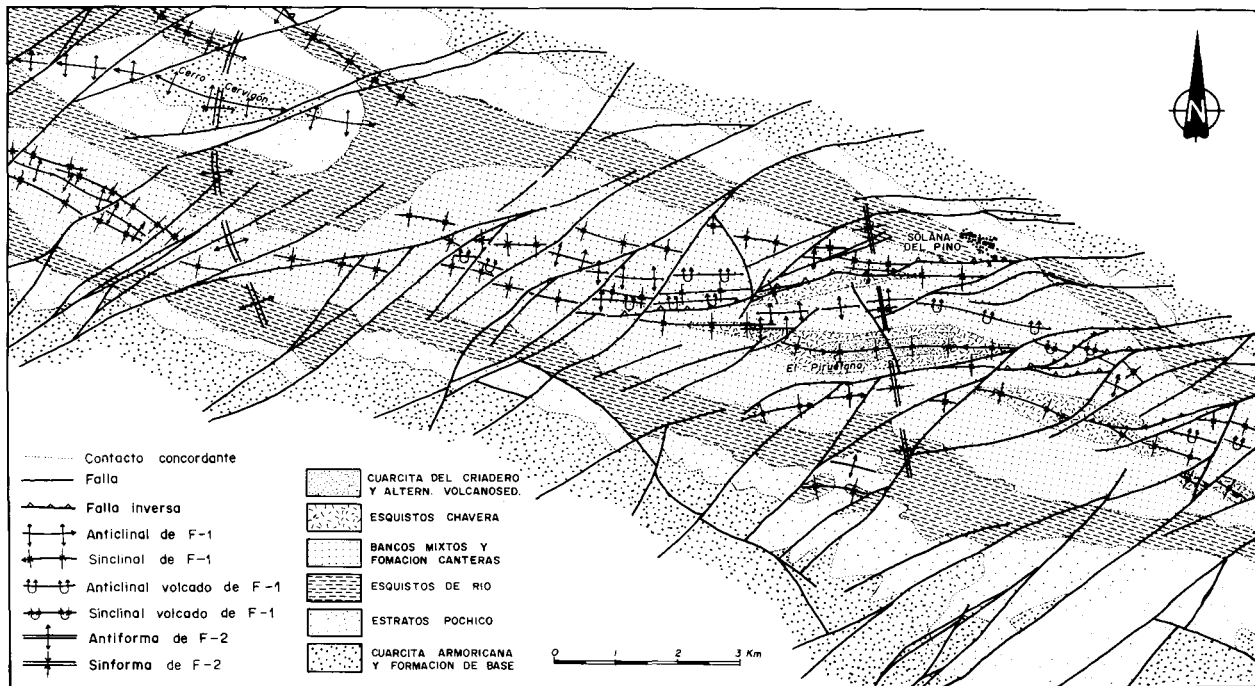 Cerro Cervigón
N
SOLANA
DEL PINO
El Piruetano
Contacto concordante
Falla
Falla inversa
Anticlinal de F-1
Sinclinal de F-1
Anticlinal volcado de F-1
Sinclinal volcado de F-1
Antiforma de F-2
Sinforma de F-2
CUARCITA DEL CRIADERO
Y ALTERN. VOLCANOSED.
ESQUISTOS CHAVERA
BANCOS MIXTOS Y
FOMACION CANTERAS
ESQUISTOS DE RIO
ESTRATOS POCHICO
CUARCITA ARMORICANA
Y FORMACION DE BASE
0 1 2 3 Km